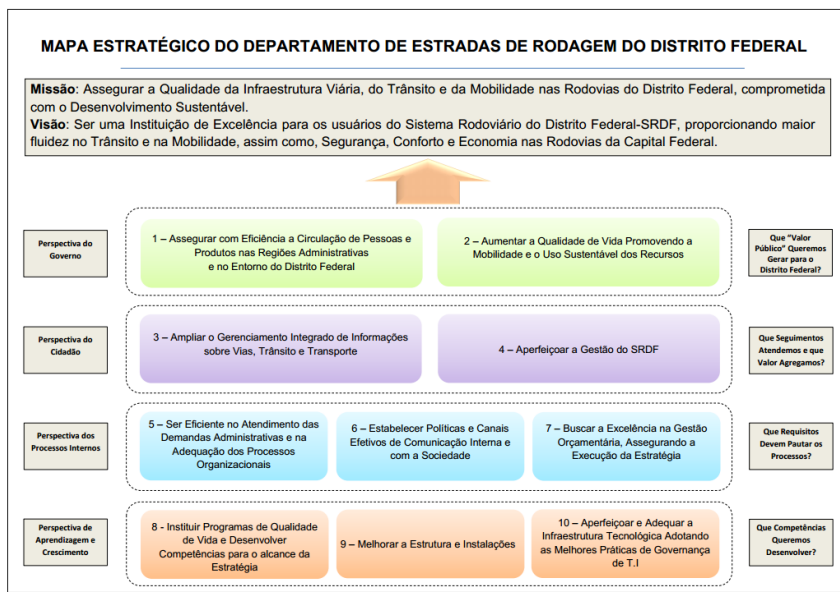 MAPA ESTRATÉGICO DO DEPARTAMENTO DE ESTRADAS DE RODAGEM DO DISTRITO FEDERAL
Missão: Assegurar a Qualidade da Infraestrutura Viária, do Trânsito e da Mobilidade nas Rodovias do Distrito Federal, comprometida
com o Desenvolvimento Sustentável.
Visão: Ser uma Instituição de Excelência para os usuários do Sistema Rodoviário do Distrito Federal-SRDF, proporcionando maior
fluidez no Trânsito e na Mobilidade, assim como, Segurança, Conforto e Economia nas Rodovias da Capital Federal.
Perspectiva do
Governo
1 – Assegurar com Eficiência a Circulação de Pessoas e
Produtos nas Regiões Administrativas
e no Entorno do Distrito Federal
2 – Aumentar a Qualidade de Vida Promovendo a
Mobilidade e o Uso Sustentável dos Recursos
Que "Valor
Público" Queremos
Gerar para o
Distrito Federal?
Perspectiva do
Cidadão
3 – Ampliar o Gerenciamento Integrado de Informações
sobre Vias, Trânsito e Transporte
4 – Aperfeiçoar a Gestão do SRDF
Que Seguimentos
Atendemos e que
Valor Agregamos?
Perspectiva dos
Processos Internos
5 – Ser Eficiente no Atendimento das
Demandas Administrativas e na
Adequação dos Processos
Organizacionais
6 – Estabelecer Políticas e Canais
Efetivos de Comunicação Interna e
com a Sociedade
7 – Buscar a Excelência na Gestão
Orçamentária, Assegurando a
Execução da Estratégia
Que Requisitos
Devem Pautar os
Processos?
Perspectiva de
Aprendizagem e
Crescimento
8 - Instituir Programas de Qualidade
de Vida e Desenvolver
Competências para o alcance da
Estratégia
9 – Melhorar a Estrutura e Instalações
10 – Aperfeiçoar e Adequar a
Infraestrutura Tecnológica Adotando
as Melhores Práticas de Governança
de T.I
Que Competências
Queremos
Desenvolver?